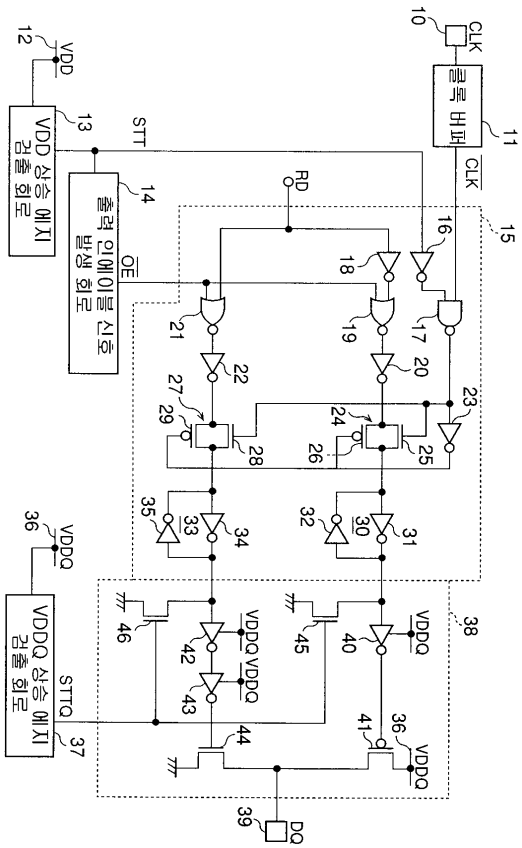 10
CLK
11
클록 버퍼
CLK
12
VDD
13
VDD 상승 에지
검출 회로
STT
14
출력 인에이블 신호
발생 회로
OE
RD
15
16
17
18
19
20
21
22
23
24
25
26
27
28
29
30
31
32
33
34
35
36
VDDQ
37
VDDQ 상승 에지
검출 회로
STTQ
38
VDDQ
40
45
VDDQ
42
VDDQ
43
46
44
41
36
VDDQ
39
DQ